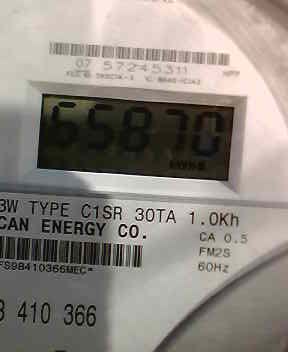 07 57245311
65870
3W TYPE C1SR 30TA 1.0Kh
CAN ENERGY CO.
CA 0.5
FM2S
60Hz
FS98410366MEC*
3 410 366